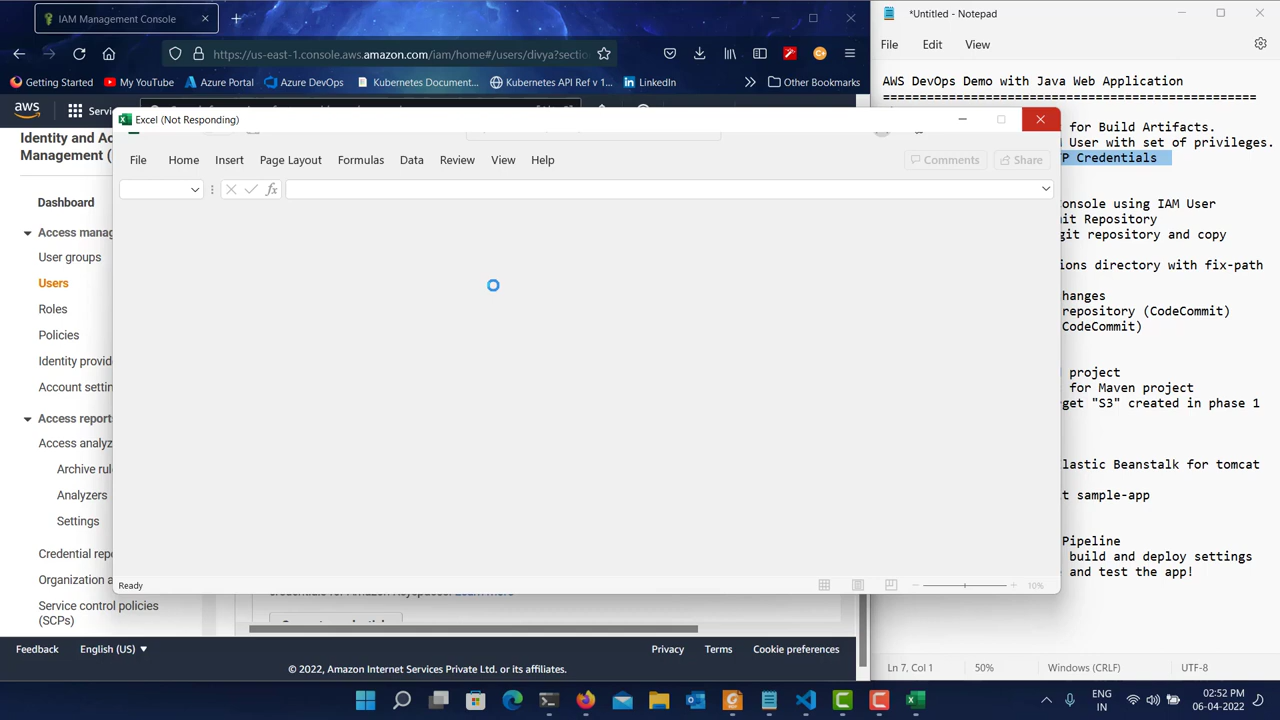 IAM Management Console
*Untitled - Notepad
https://us-east-1.console.aws.amazon.com/iam/home#/users/divya?sectio
File Edit View
Getting Started
My YouTube
Azure Portal
Azure DevOps
Kubernetes Document...
Kubernetes API Ref v 1...
LinkedIn
Other Bookmarks
AWS DevOps Demo with Java Web Application
===================================================
aws
Servi
Excel (Not Responding)
for Build Artifacts.
User with set of privileges.
P Credentials
onsole using IAM User
it Repository
git repository and copy
ions directory with fix-path
hanges
repository (CodeCommit)
CodeCommit)
project
for Maven project
rget "S3" created in phase 1
lastic Beanstalk for tomcat
t sample-app
Pipeline
build and deploy settings
and test the app!
Identity and Ac
Management (
Dashboard
Access manag
User groups
Users
Roles
Policies
Identity provid
Account settin
Access report
Access analyz
Archive rul
Analyzers
Settings
Credential repo
Organization a
Service control policies
(SCPs)
File Home Insert Page Layout Formulas Data Review View Help
Comments
Share
fx
Ready
10%
Feedback
English (US)
Privacy
Terms
Cookie preferences
© 2022, Amazon Internet Services Private Ltd. or its affiliates.
Ln 7, Col 1
50%
Windows (CRLF)
UTF-8
ENG
IN
02:52 PM
06-04-2022